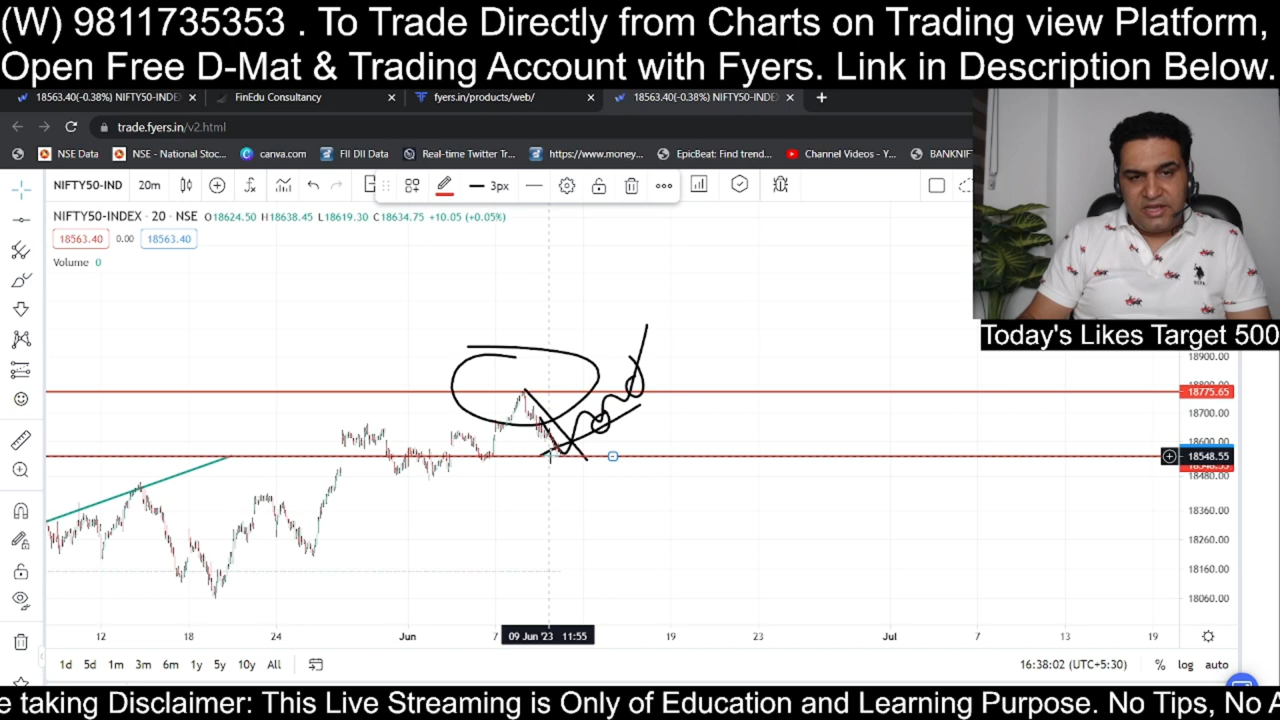 (W) 9811735353 . To Trade Directly from Charts on Trading view Platform,
Open Free D-Mat & Trading Account with Fyers. Link in Description Below.
18563.40(-0.38%) NIFTY50-INDE
FinEdu Consultancy
fyers.in/products/web/
18563.40(-0.38%) NIFTY50-INDE
trade.fyers.in/v2.html
NSE Data
NSE - National Stoc...
canva.com
FII DII Data
Real-time Twitter Tr...
https://www.money...
EpicBeat: Find trend...
Channel Videos - Y...
BANKNIF
NIFTY50-IND
20m
3px
NIFTY50-INDEX · 20 · NSE O18624.50 H18638.45 L18619.30 C18634.75 +10.05 (+0.05%)
18563.40 0.00 18563.40
Volume 0
Today's Likes Target 500
18900.00
18775.65
18700.00
18600.00
18548.55
18480.00
18360.00
18260.00
18160.00
18060.00
12 18 24 Jun 7 09 Jun '23 11:55 19 23 Jul 7 13 19
1d 5d 1m 3m 6m 1y 5y 10y All
16:38:02 (UTC+5:30) % log auto
e taking Disclaimer: This Live Streaming is Only of Education and Learning Purpose. No Tips, No A